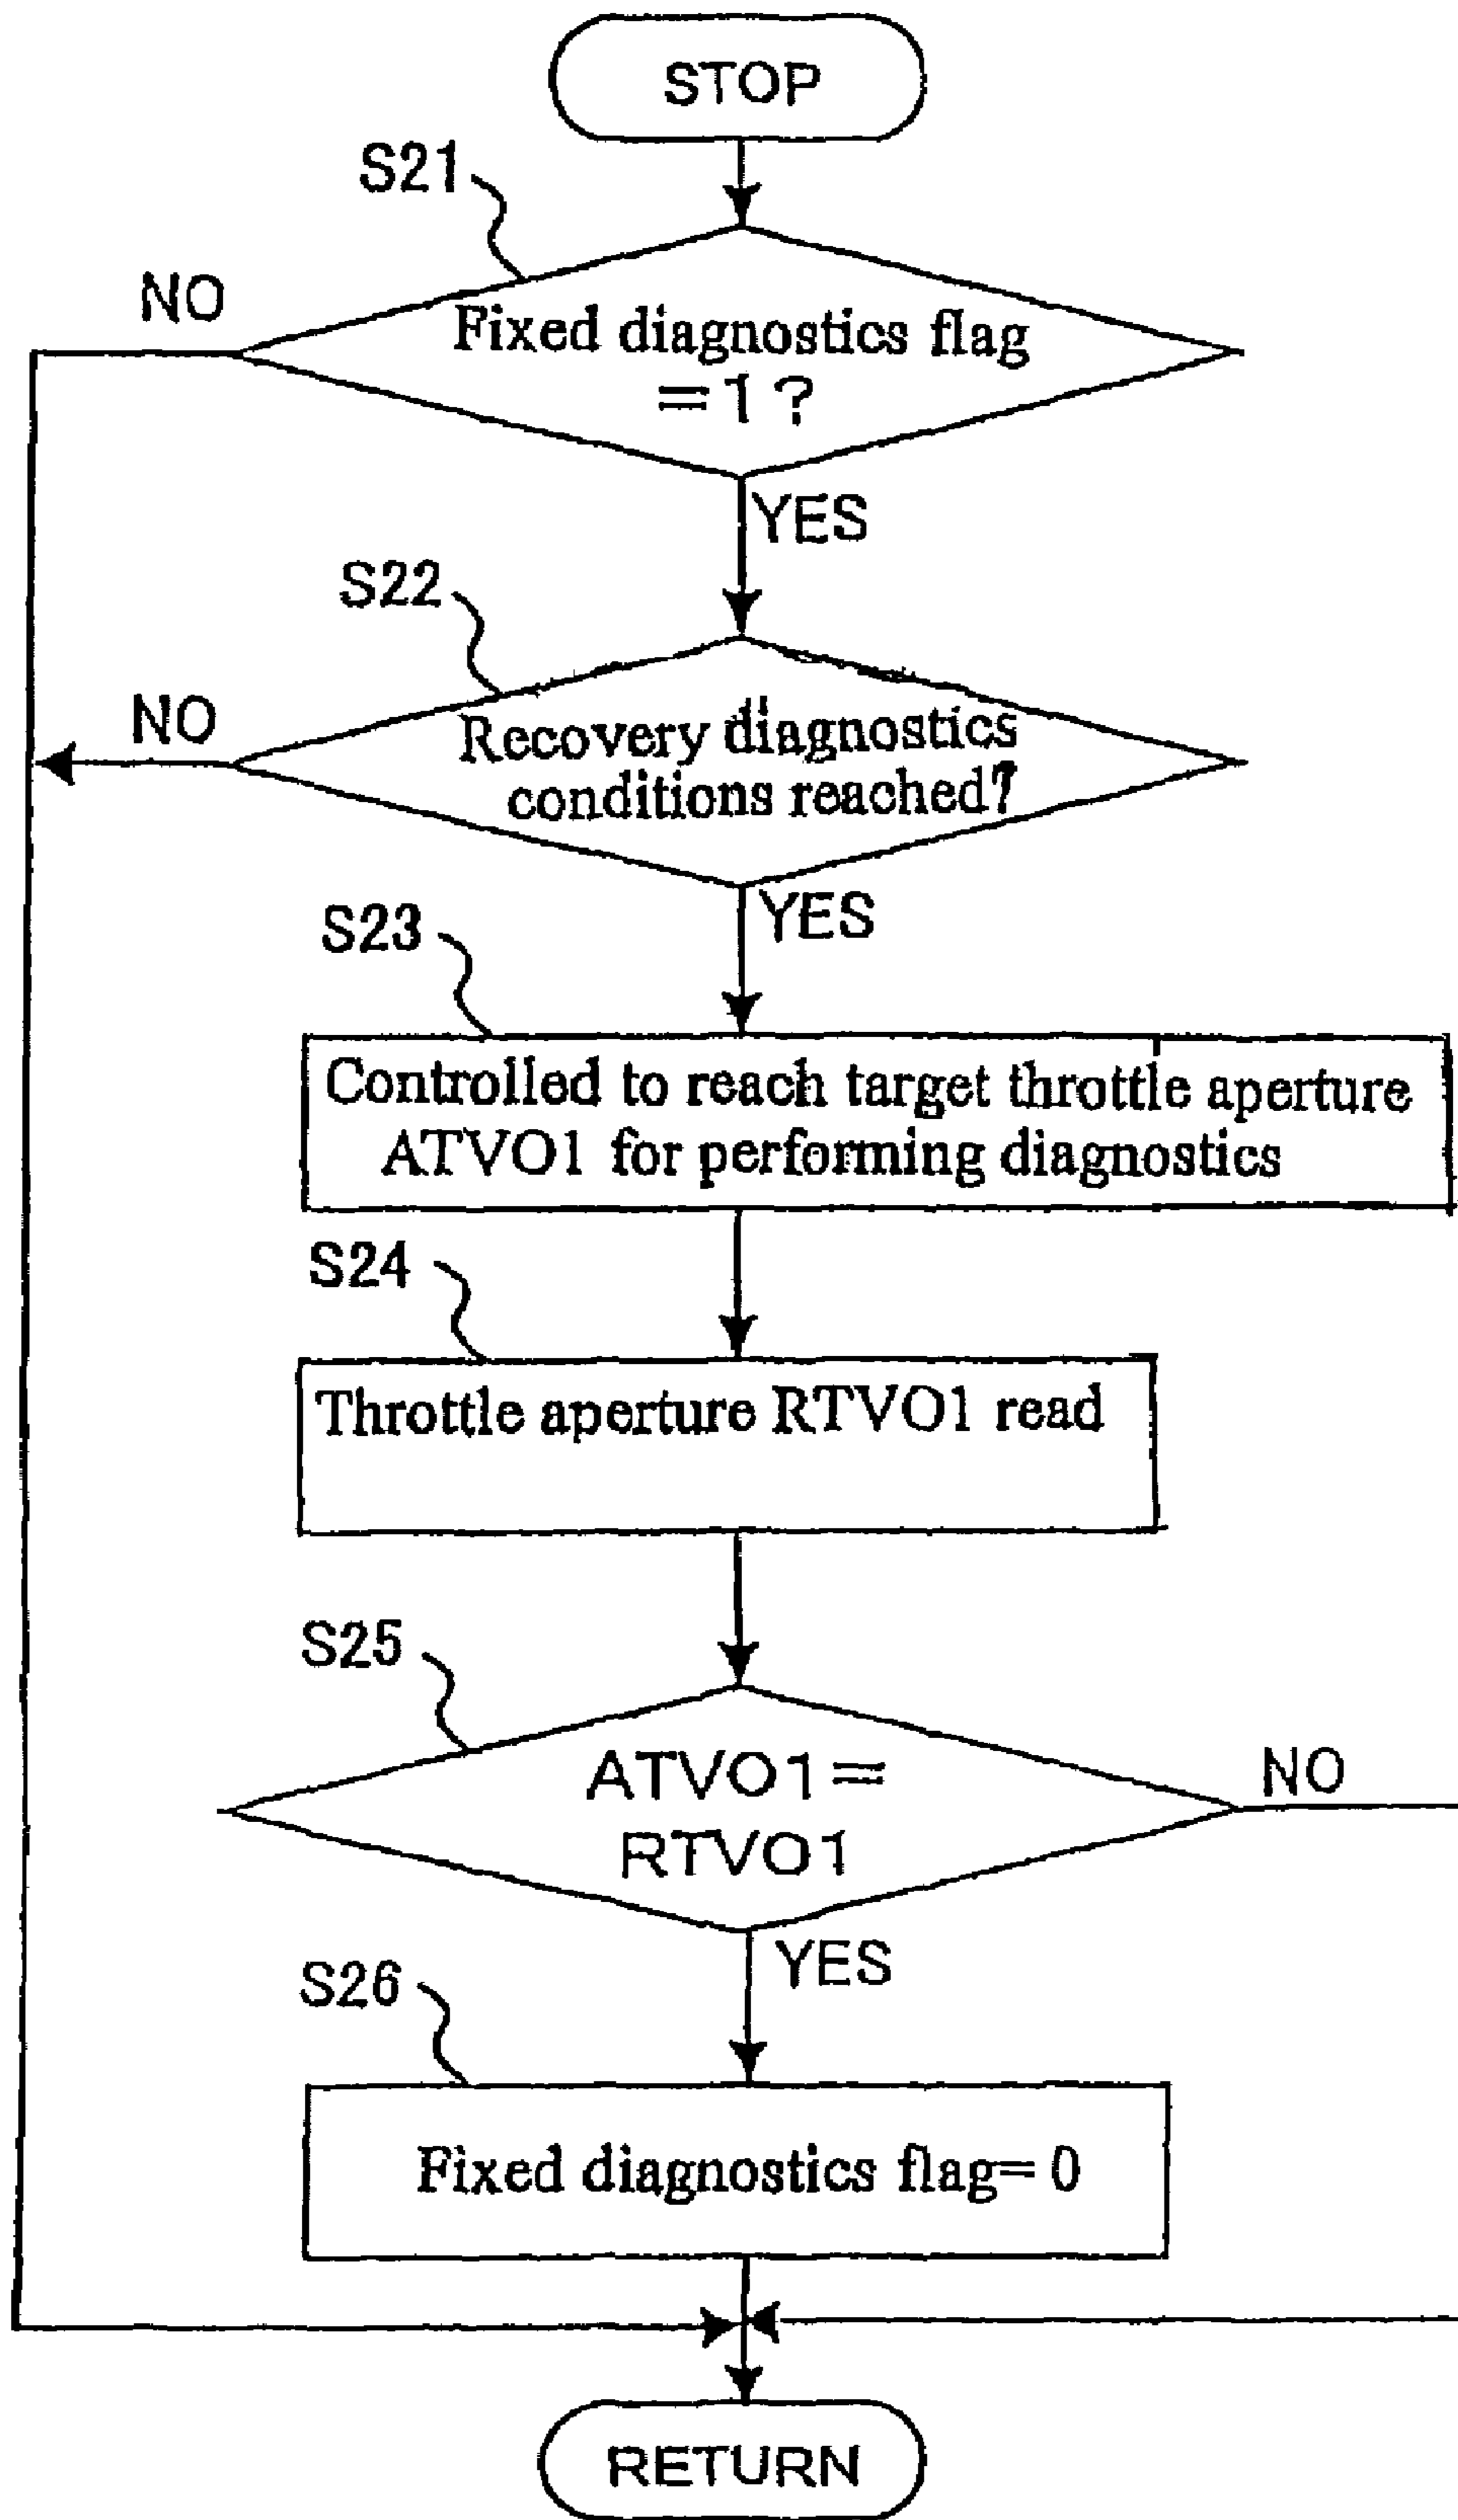 STOP
S21
NO
Fixed diagnostics flag
=1?
YES
S22
NO
Recovery diagnostics
conditions reached?
YES
S23
Controlled to reach target throttle aperture
ATVO1 for performing diagnostics
S24
Throttle aperture RTVO1 read
S25
ATVO1=
RTVO1
NO
YES
S26
Fixed diagnostics flag=0
RETURN